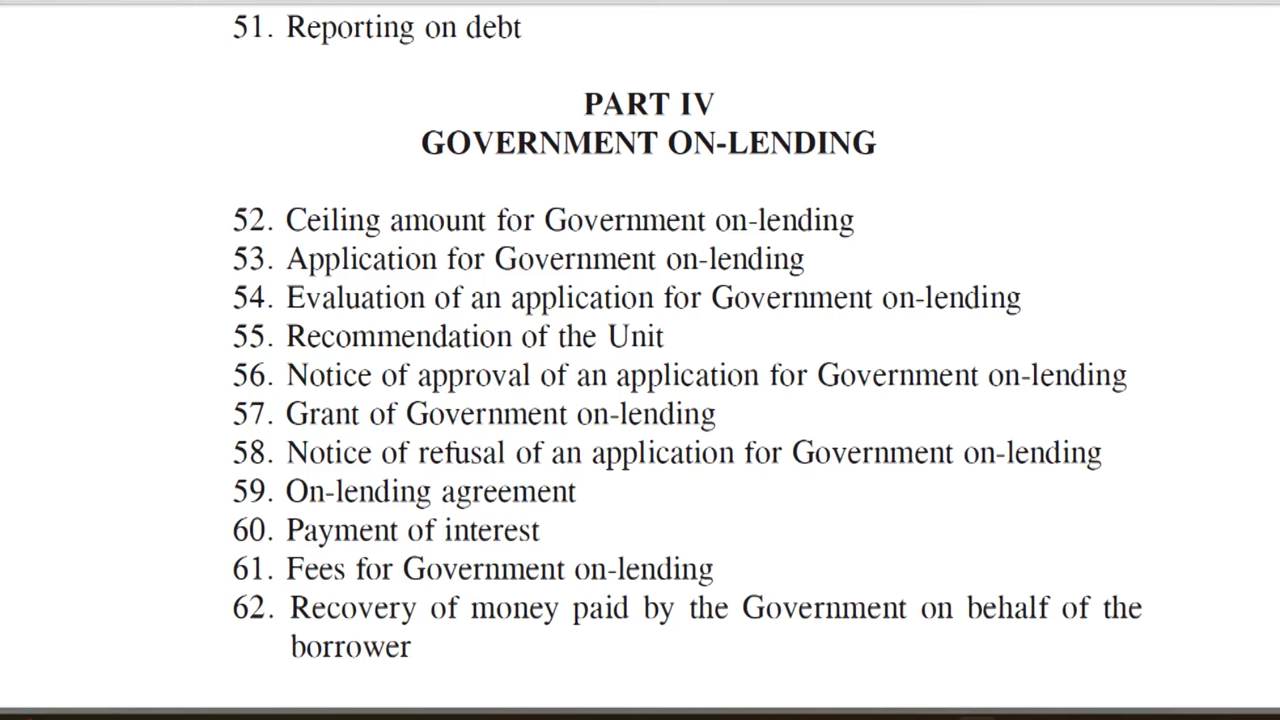 51. Reporting on debt
PART IV
GOVERNMENT ON-LENDING
52. Ceiling amount for Government on-lending
53. Application for Government on-lending
54. Evaluation of an application for Government on-lending
55. Recommendation of the Unit
56. Notice of approval of an application for Government on-lending
57. Grant of Government on-lending
58. Notice of refusal of an application for Government on-lending
59. On-lending agreement
60. Payment of interest
61. Fees for Government on-lending
62. Recovery of money paid by the Government on behalf of the
borrower